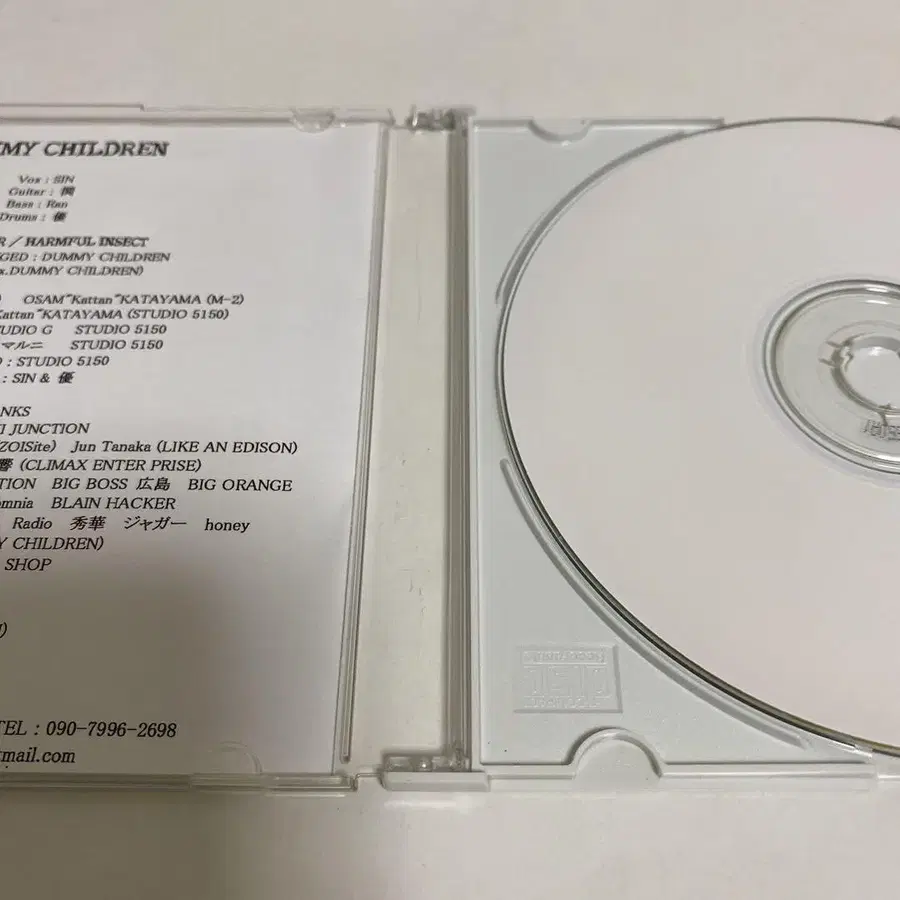 MMY CHILDREN
Vox : SIN
Guitar :
Bass : Ran
Drums : 優
R / HARMFUL INSECT
GED : DUMMY CHILDREN
x.DUMMY CHILDREN)
OSAM"Kattan"KATAYAMA (M-2)
Kattan"KATAYAMA (STUDIO 5150)
UDIO G STUDIO 5150
マルニ STUDIO 5150
: STUDIO 5150
: SIN & 優
NKS
I JUNCTION
ZOISite) Jun Tanaka (LIKE AN EDISON)
響 (CLIMAX ENTER PRISE)
TION BIG BOSS 広島 BIG ORANGE
omnia BLAIN HACKER
Radio 秀華 ジャガー honey
Y CHILDREN)
SHOP
TEL : 090-7996-2698
tmail.com